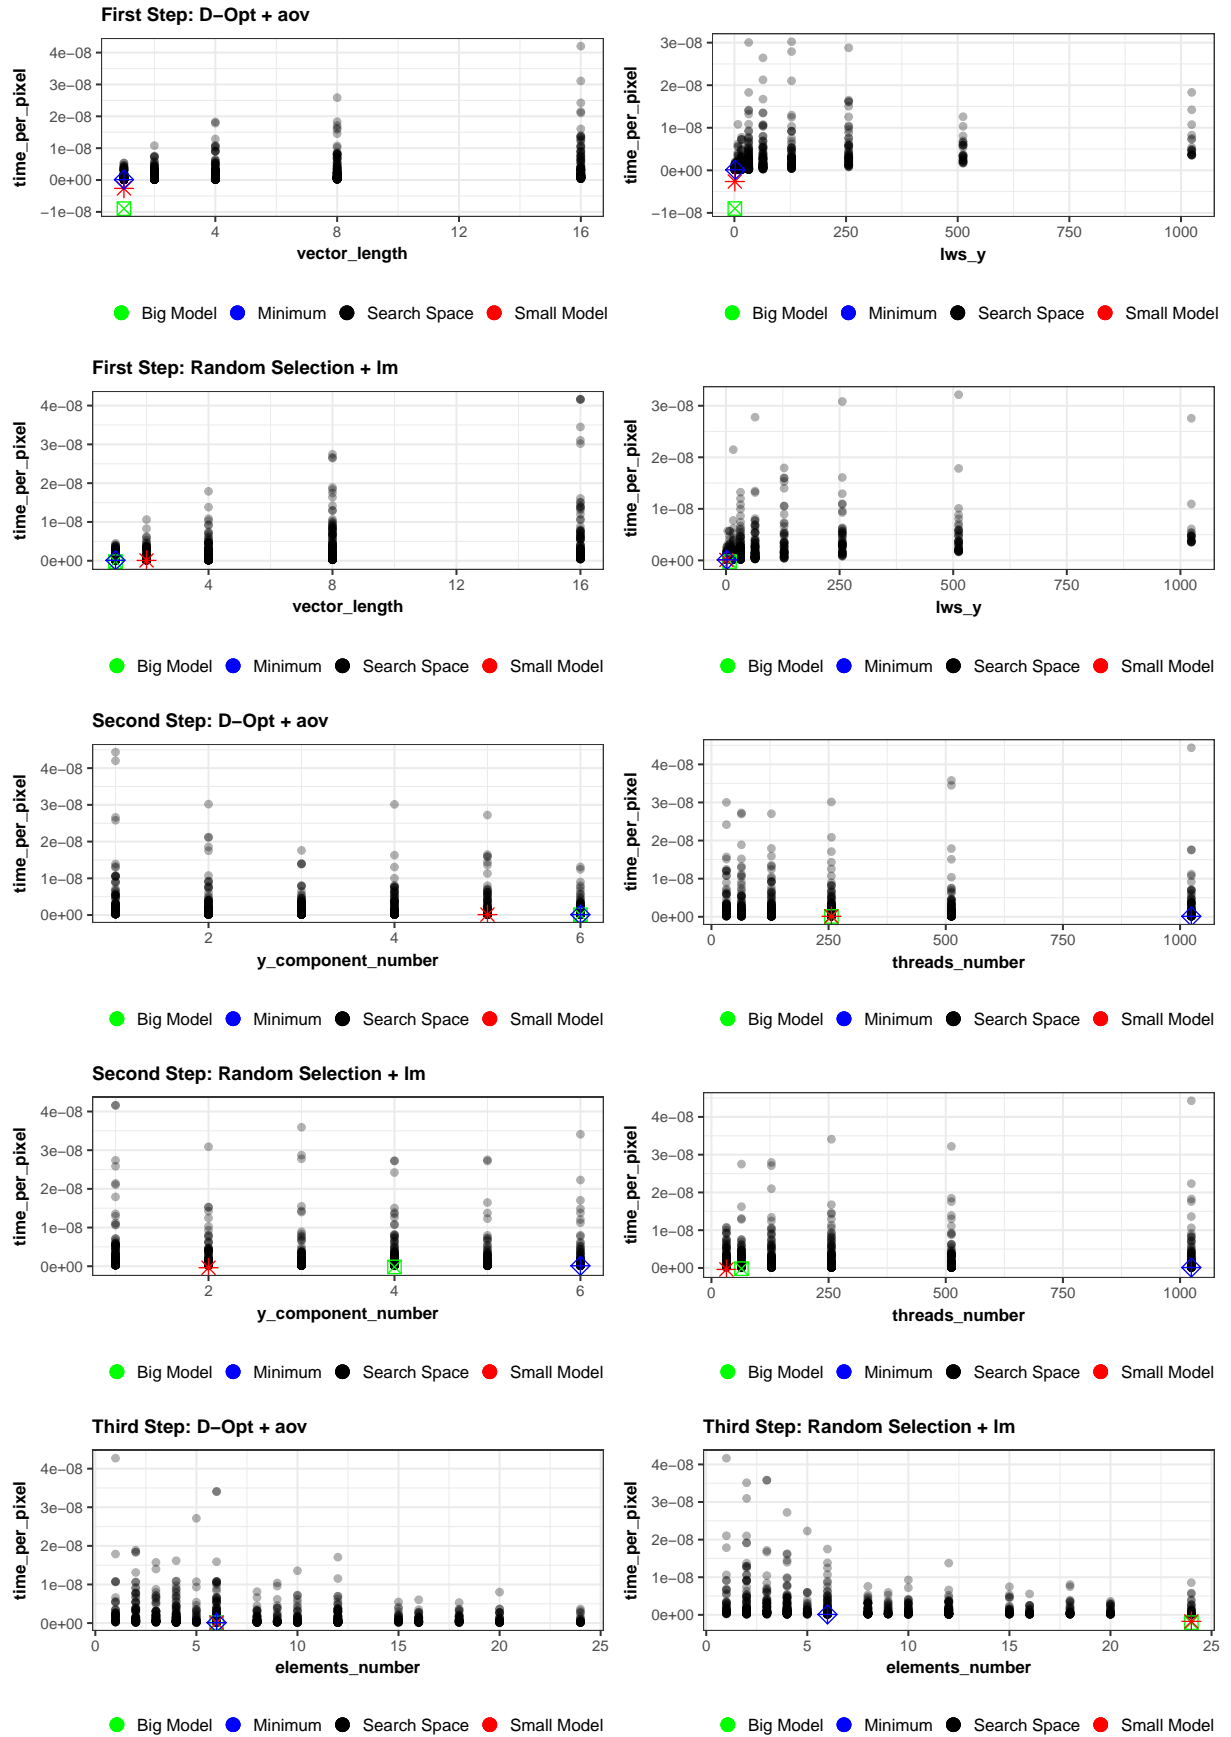 First Step: D−Opt + aov
time_per_pixel
4e−08
3e−08
2e−08
1e−08
0e+00
−1e−08
4 8 12 16
vector_length
time_per_pixel
3e−08
2e−08
1e−08
0e+00
−1e−08
0 250 500 750 1000
lws_y
Big Model Minimum Search Space Small Model
Big Model Minimum Search Space Small Model
First Step: Random Selection + lm
time_per_pixel
4e−08
3e−08
2e−08
1e−08
0e+00
4 8 12 16
vector_length
time_per_pixel
3e−08
2e−08
1e−08
0e+00
0 250 500 750 1000
lws_y
Big Model Minimum Search Space Small Model
Big Model Minimum Search Space Small Model
Second Step: D−Opt + aov
time_per_pixel
4e−08
3e−08
2e−08
1e−08
0e+00
2 4 6
y_component_number
time_per_pixel
4e−08
3e−08
2e−08
1e−08
0e+00
0 250 500 750 1000
threads_number
Big Model Minimum Search Space Small Model
Big Model Minimum Search Space Small Model
Second Step: Random Selection + lm
time_per_pixel
4e−08
3e−08
2e−08
1e−08
0e+00
2 4 6
y_component_number
time_per_pixel
4e−08
3e−08
2e−08
1e−08
0e+00
0 250 500 750 1000
threads_number
Big Model Minimum Search Space Small Model
Big Model Minimum Search Space Small Model
Third Step: D−Opt + aov
time_per_pixel
4e−08
3e−08
2e−08
1e−08
0e+00
0 5 10 15 20 25
elements_number
Third Step: Random Selection + lm
time_per_pixel
4e−08
3e−08
2e−08
1e−08
0e+00
0 5 10 15 20 25
elements_number
Big Model Minimum Search Space Small Model
Big Model Minimum Search Space Small Model